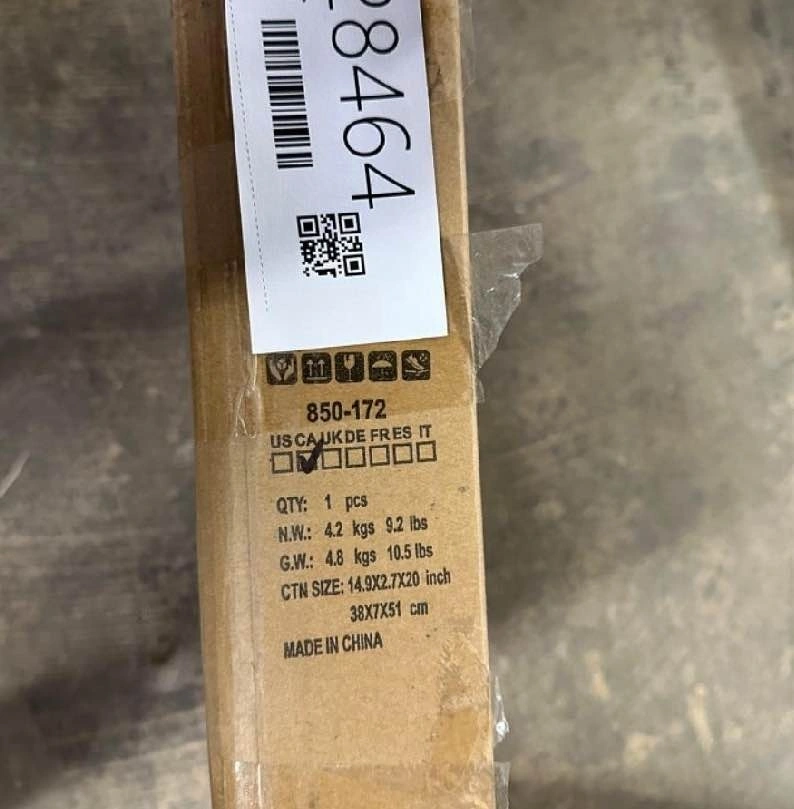 28464
850-172
US CA UK DE FR ES IT
QTY: 1 pcs
N.W.: 4.2 kgs 9.2 lbs
G.W.: 4.8 kgs 10.5 lbs
CTN SIZE: 14.9X2.7X20 inch
38X7X51 cm
MADE IN CHINA